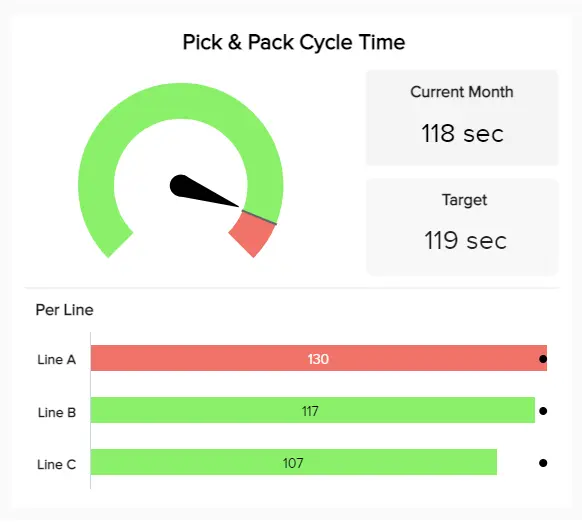 Pick & Pack Cycle Time
Current Month
118 sec
Target
119 sec
Per Line
Line A
130
Line B
117
Line C
107